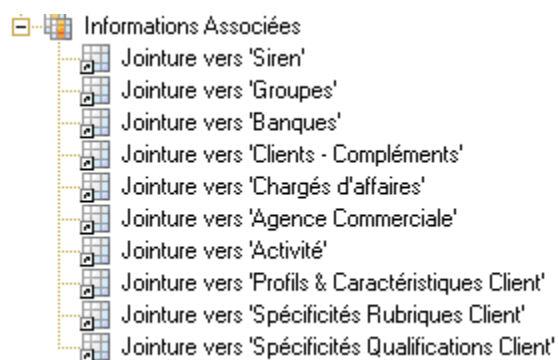 Informations Associées
Jointure vers 'Siren'
Jointure vers 'Groupes'
Jointure vers 'Banques'
Jointure vers 'Clients - Compléments'
Jointure vers 'Chargés d'affaires'
Jointure vers 'Agence Commerciale'
Jointure vers 'Activité'
Jointure vers 'Profils & Caractéristiques Client'
Jointure vers 'Spécificités Rubriques Client'
Jointure vers 'Spécificités Qualifications Client'